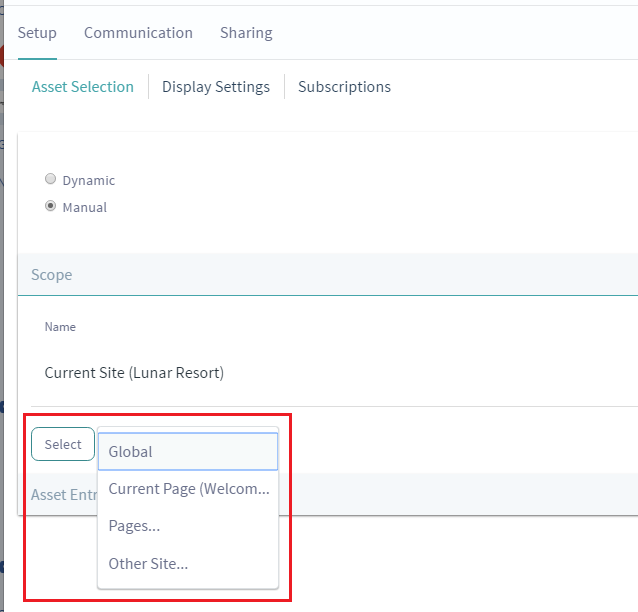 Setup Communication Sharing
Asset Selection Display Settings Subscriptions
Dynamic
Manual
Scope
Name
Current Site (Lunar Resort)
Select
Global
Current Page (Welcom...
Asset Entr
Pages...
Other Site...